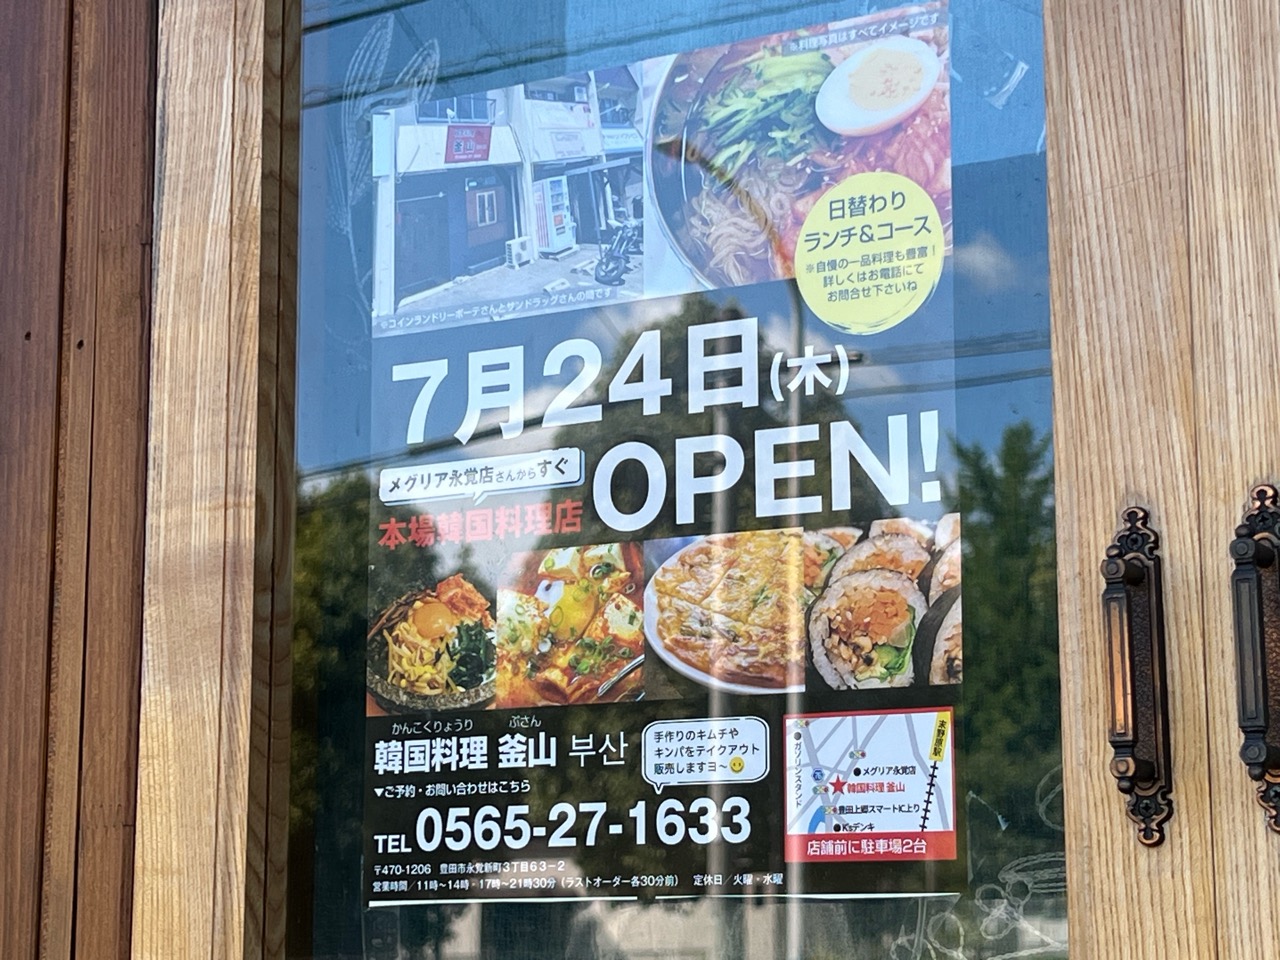 ※料理写真はすべてイメージです
釜山
日替わり
ランチ&コース
※自慢の一品料理も豊富！
詳しくはお電話にて
お問合せ下さいね
※コインランドリーポーテさんとサンドラッグさんの間です
7月24日(木)
OPEN!
メグリア永覚店さんからすぐ
本場韓国料理店
かんこくりょうり ぷさん
韓国料理 釜山 부산
手作りのキムチや
キンパをテイクアウト
販売しますヨ〜
▼ご予約・お問い合わせはこちら
TEL 0565-27-1633
〒470-1206 豊田市永覚新町3丁目63−2
営業時間／11時〜14時・17時〜21時30分（ラストオーダー各30分前） 定休日／火曜・水曜
末野原駅
ガソリンスタンド
メグリア永覚店
韓国料理 釜山
豊田上郷スマートIC上り
K'sデンキ
店舗前に駐車場2台